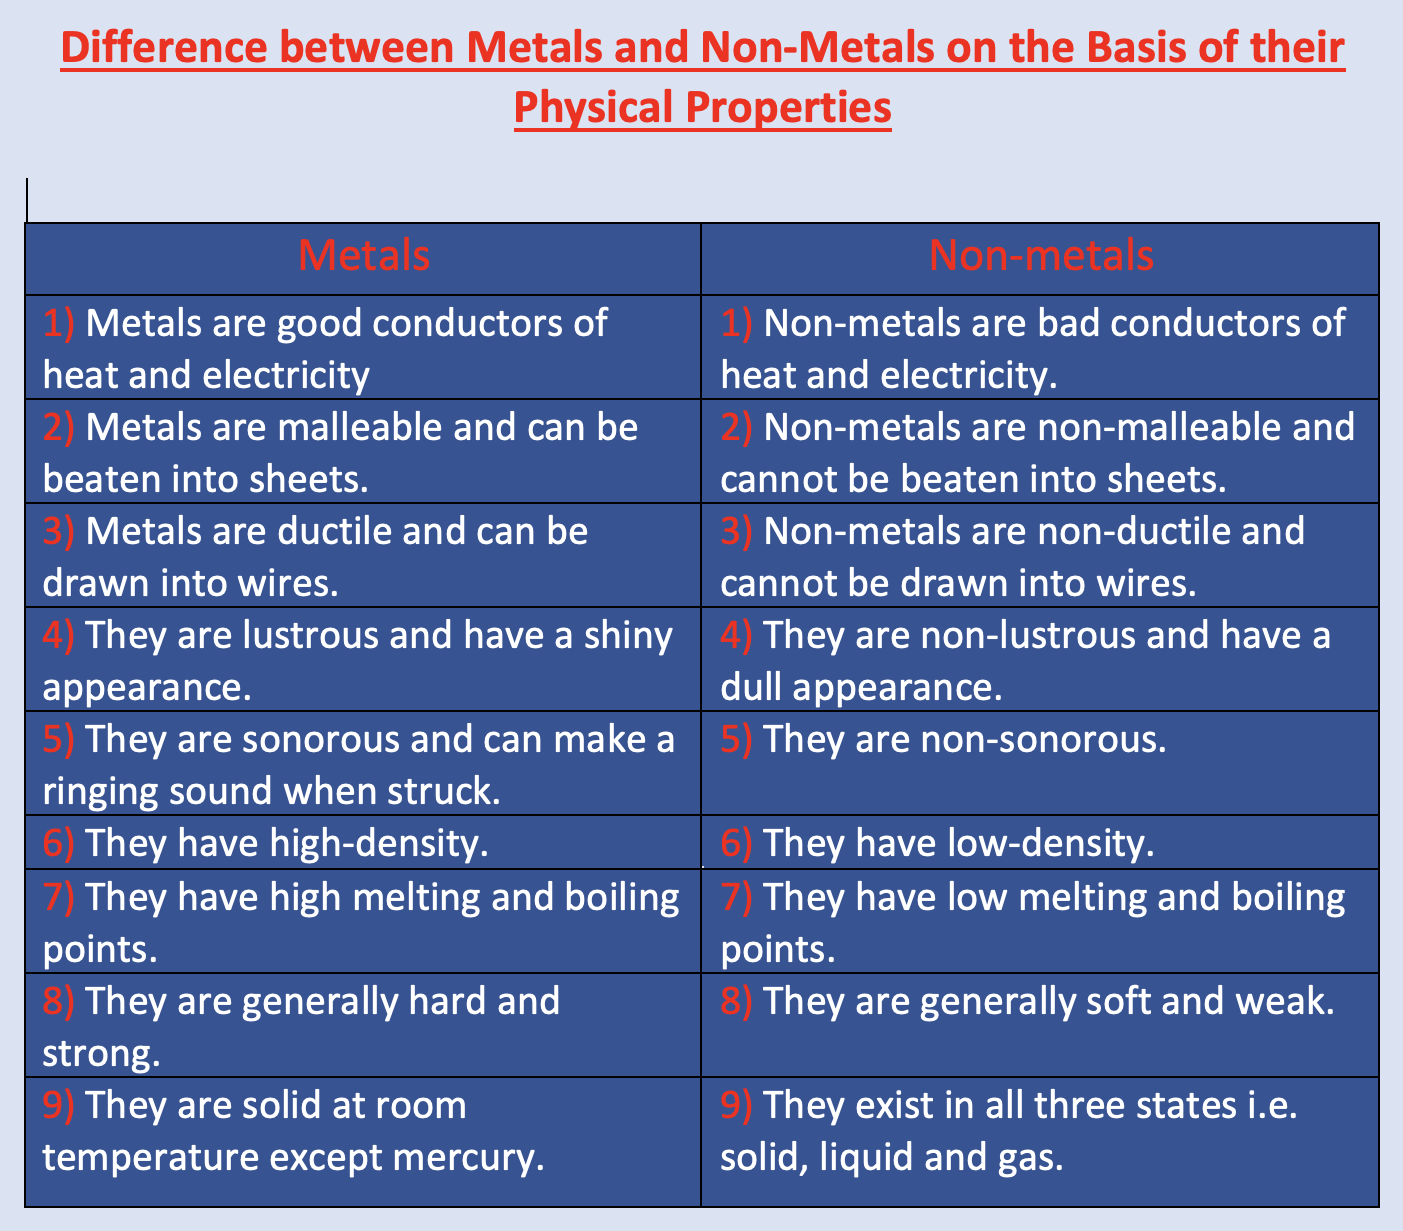 Difference between Metals and Non-Metals on the Basis of their
Physical Properties
Metals
Non-metals
1) Metals are good conductors of
heat and electricity
1) Non-metals are bad conductors of
heat and electricity.
2) Metals are malleable and can be
beaten into sheets.
2) Non-metals are non-malleable and
cannot be beaten into sheets.
3) Metals are ductile and can be
drawn into wires.
3) Non-metals are non-ductile and
cannot be drawn into wires.
4) They are lustrous and have a shiny
appearance.
4) They are non-lustrous and have a
dull appearance.
5) They are sonorous and can make a
ringing sound when struck.
5) They are non-sonorous.
6) They have high-density.
6) They have low-density.
7) They have high melting and boiling
points.
7) They have low melting and boiling
points.
8) They are generally hard and
strong.
8) They are generally soft and weak.
9) They are solid at room
temperature except mercury.
9) They exist in all three states i.e.
solid, liquid and gas.